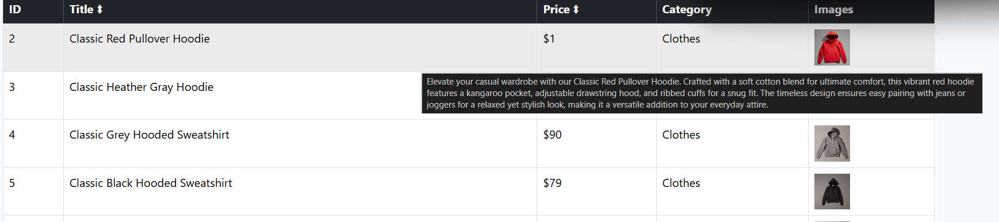 ID Title Price Category Images
2 Classic Red Pullover Hoodie $1 Clothes
Elevate your casual wardrobe with our Classic Red Pullover Hoodie. Crafted with a soft cotton blend for ultimate comfort, this vibrant red hoodie
features a kangaroo pocket, adjustable drawstring hood, and ribbed cuffs for a snug fit. The timeless design ensures easy pairing with jeans or
joggers for a relaxed yet stylish look, making it a versatile addition to your everyday attire.
3 Classic Heather Gray Hoodie
4 Classic Grey Hooded Sweatshirt $90 Clothes
5 Classic Black Hooded Sweatshirt $79 Clothes